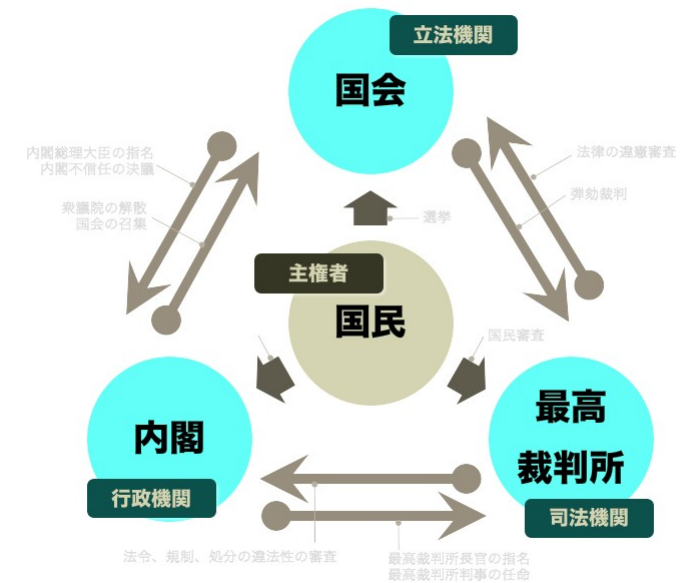 立法機関
国会
内閣総理大臣の指名
内閣不信任の決議
衆議院の解散
国会の召集
法律の違憲審査
弾劾裁判
選挙
主権者
国民
国民審査
内閣
行政機関
最高
裁判所
司法機関
法令、規制、処分の違法性の審査
最高裁判所長官の指名
最高裁判所判事の任命